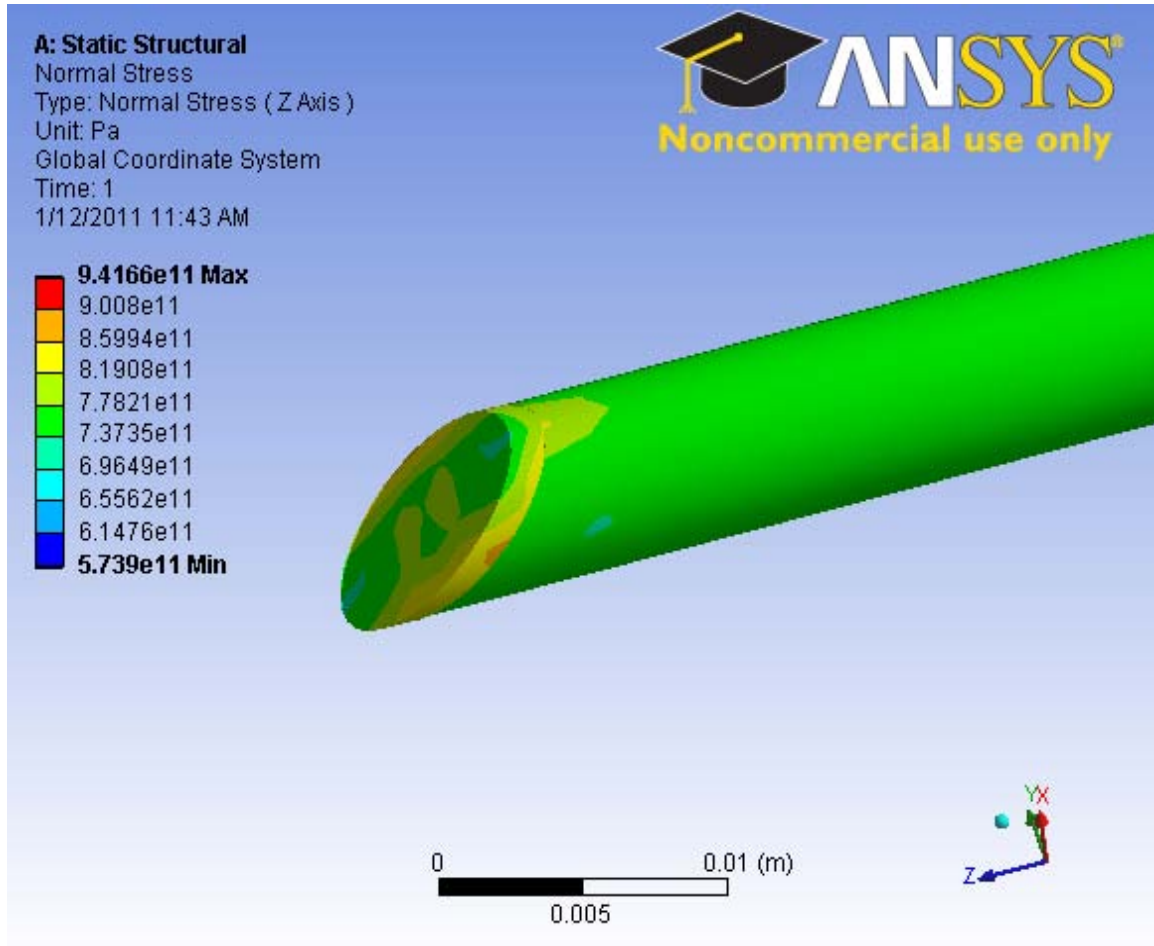 A: Static Structural
Normal Stress
Type: Normal Stress ( Z Axis )
Unit: Pa
Global Coordinate System
Time: 1
1/12/2011 11:43 AM
9.4166e11 Max
9.008e11
8.5994e11
8.1908e11
7.7821e11
7.3735e11
6.9649e11
6.5562e11
6.1476e11
5.739e11 Min
ANSYS®
Noncommercial use only
0
0.01 (m)
0.005
Y
X
Z